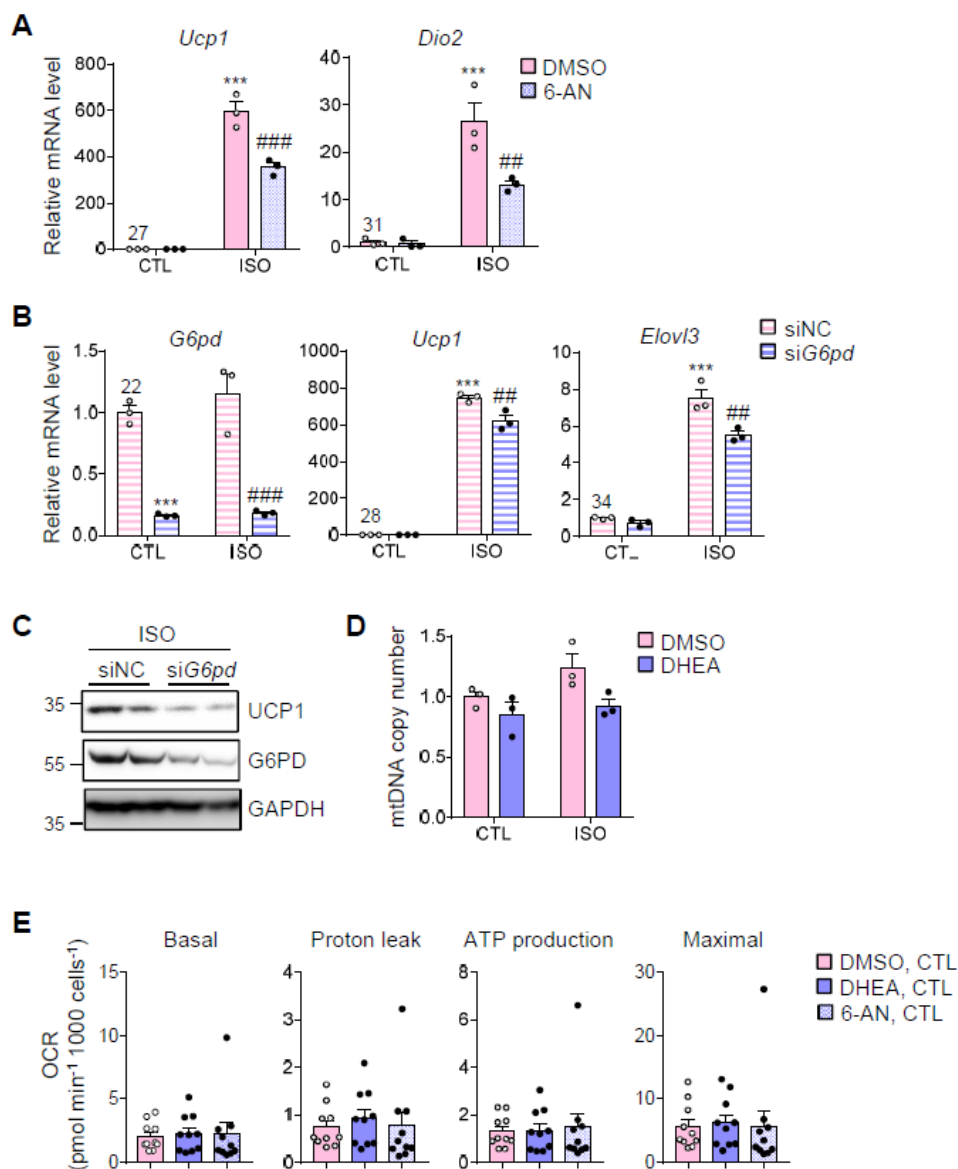 A
Ucp1
Relative mRNA level
800
600
400
200
0
27
***
###
CTL
ISO
Dio2
40
30
20
10
0
31
***
##
CTL
ISO
DMSO
6-AN
B
G6pd
Relative mRNA level
1.5
1.0
0.5
0.0
22
***
###
CTL
ISO
Ucp1
1000
800
600
400
200
0
28
***
##
CTL
ISO
Elovl3
8
6
4
2
0
34
***
##
CT_
ISO
siNC
siG6pd
C
ISO
siNC siG6pd
35
UCP1
55
G6PD
35
GAPDH
D
mtDNA copy number
1.5
1.0
0.5
0.0
CTL
ISO
DMSO
DHEA
E
OCR
(pmol min⁻¹ 1000 cells⁻¹)
Basal
15
10
5
0
Proton leak
4
3
2
1
0
ATP production
8
6
4
2
0
Maximal
30
20
10
0
DMSO, CTL
DHEA, CTL
6-AN, CTL